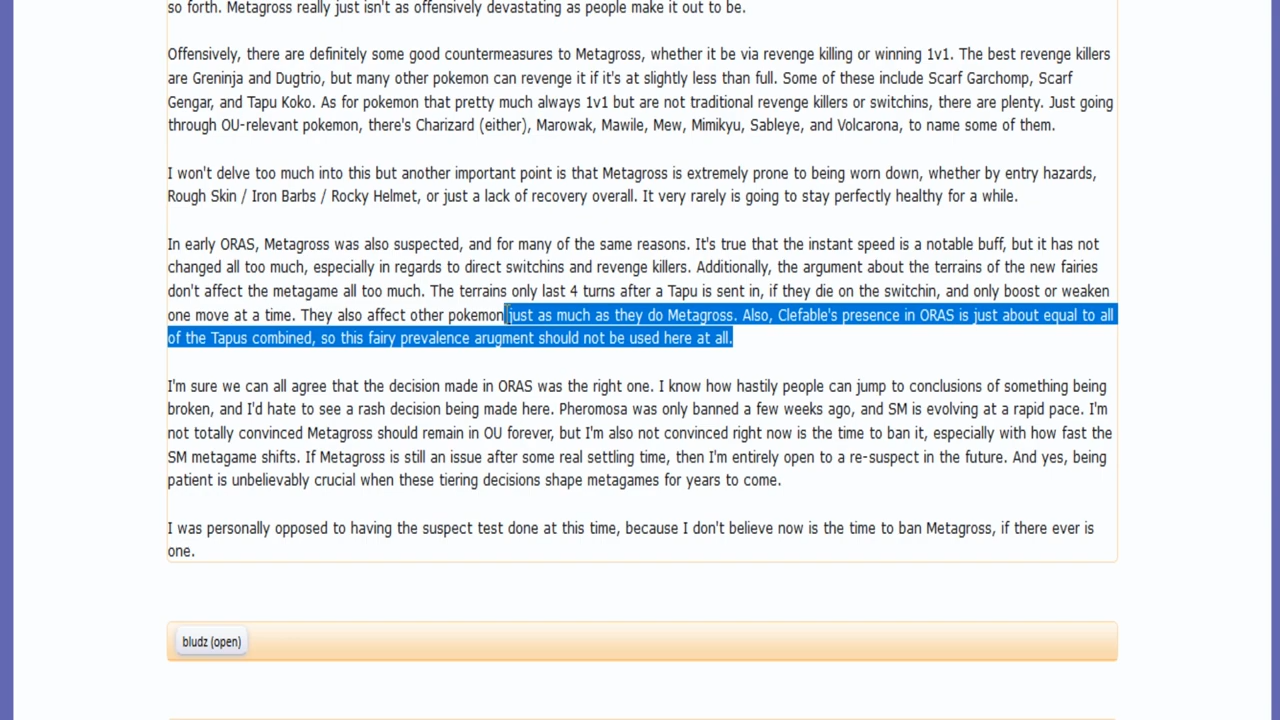 so forth. Metagross really just isn't as offensively devastating as people make it out to be.
Offensively, there are definitely some good countermeasures to Metagross, whether it be via revenge killing or winning 1v1. The best revenge killers
are Greninja and Dugtrio, but many other pokemon can revenge it if it's at slightly less than full. Some of these include Scarf Garchomp, Scarf
Gengar, and Tapu Koko. As for pokemon that pretty much always 1v1 but are not traditional revenge killers or switchins, there are plenty. Just going
through OU-relevant pokemon, there's Charizard (either), Marowak, Mawile, Mew, Mimikyu, Sableye, and Volcarona, to name some of them.
I won't delve too much into this but another important point is that Metagross is extremely prone to being worn down, whether by entry hazards,
Rough Skin / Iron Barbs / Rocky Helmet, or just a lack of recovery overall. It very rarely is going to stay perfectly healthy for a while.
In early ORAS, Metagross was also suspected, and for many of the same reasons. It's true that the instant speed is a notable buff, but it has not
changed all too much, especially in regards to direct switchins and revenge killers. Additionally, the argument about the terrains of the new fairies
don't affect the metagame all too much. The terrains only last 4 turns after a Tapu is sent in, if they die on the switchin, and only boost or weaken
one move at a time. They also affect other pokemon just as much as they do Metagross. Also, Clefable's presence in ORAS is just about equal to all
of the Tapus combined, so this fairy prevalence arugment should not be used here at all.
I'm sure we can all agree that the decision made in ORAS was the right one. I know how hastily people can jump to conclusions of something being
broken, and I'd hate to see a rash decision being made here. Pheromosa was only banned a few weeks ago, and SM is evolving at a rapid pace. I'm
not totally convinced Metagross should remain in OU forever, but I'm also not convinced right now is the time to ban it, especially with how fast the
SM metagame shifts. If Metagross is still an issue after some real settling time, then I'm entirely open to a re-suspect in the future. And yes, being
patient is unbelievably crucial when these tiering decisions shape metagames for years to come.
I was personally opposed to having the suspect test done at this time, because I don't believe now is the time to ban Metagross, if there ever is
one.
bludz (open)